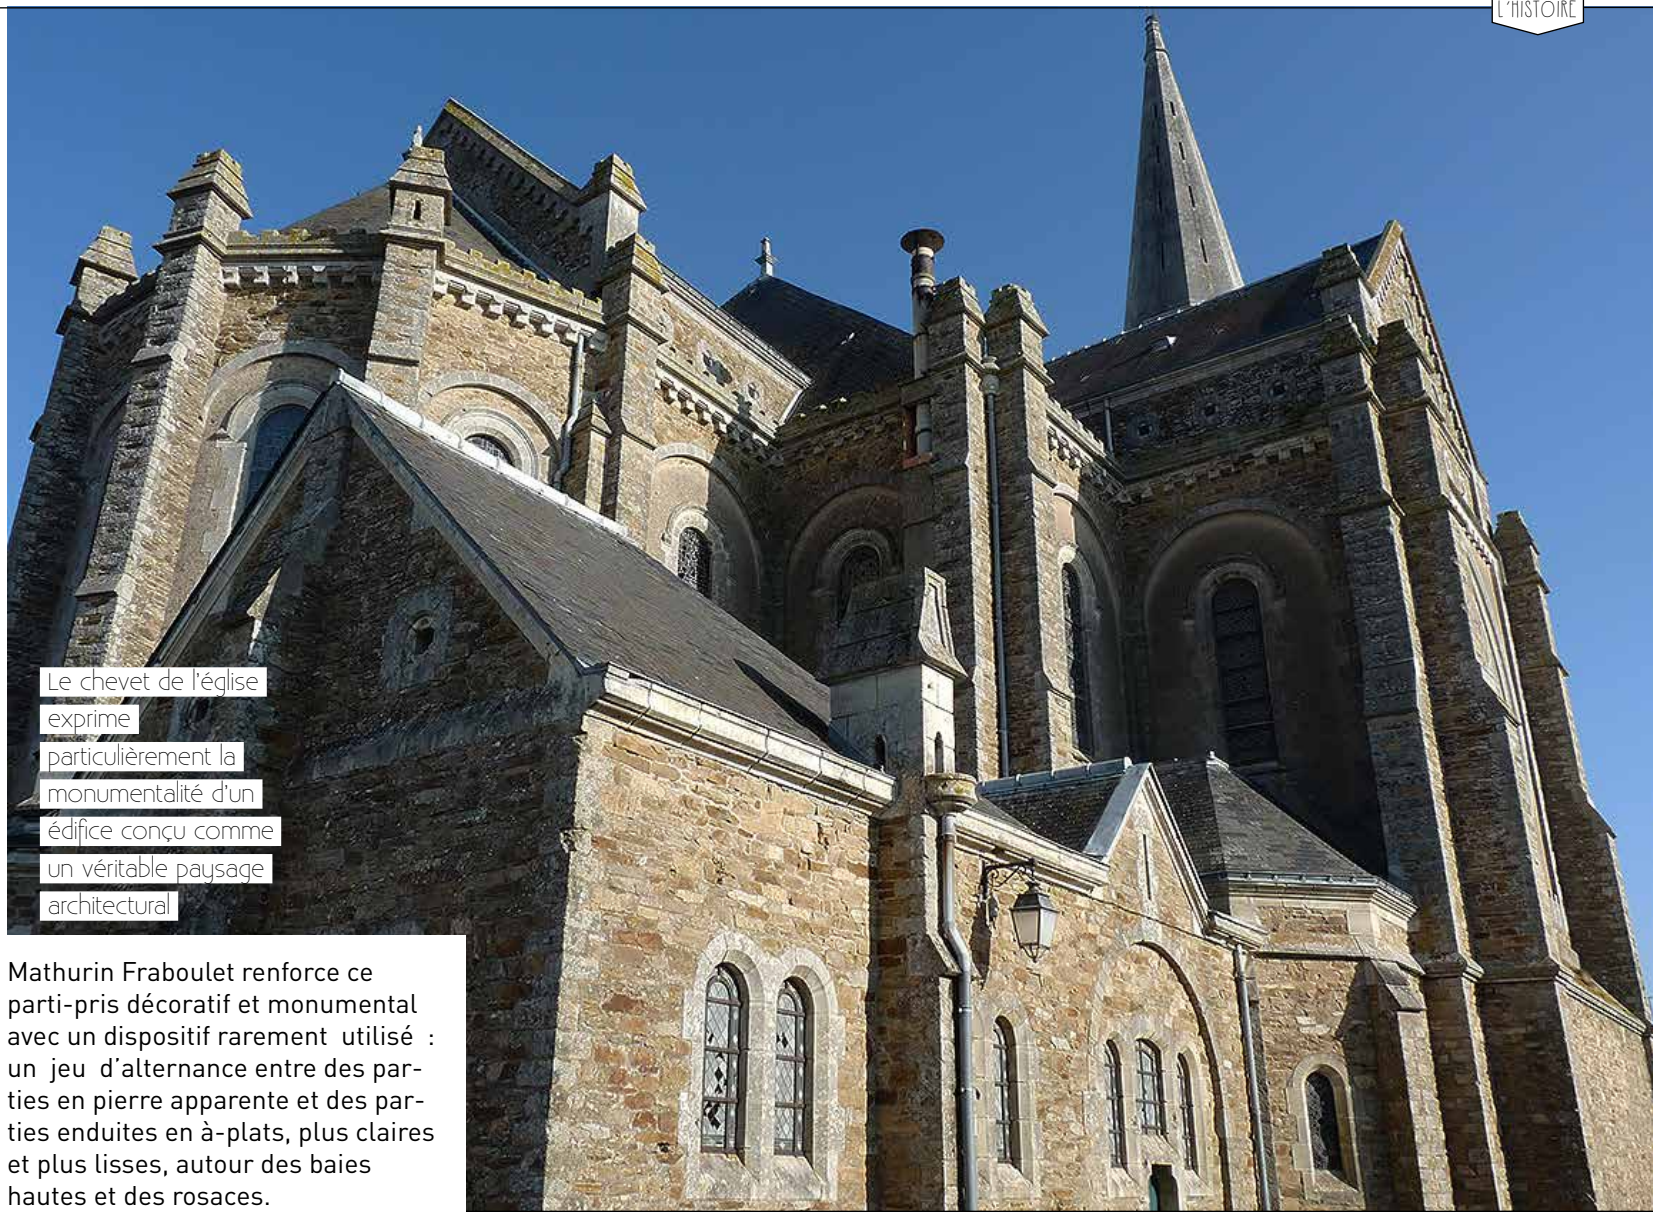 L'HISTOIRE
Le chevet de l'église
exprime
particulièrement la
monumentalité d'un
édifice conçu comme
un véritable paysage
architectural
Mathurin Fraboulet renforce ce
parti-pris décoratif et monumental
avec un dispositif rarement utilisé :
un jeu d’alternance entre des par-
ties en pierre apparente et des par-
ties enduites en à-plats, plus claires
et plus lisses, autour des baies
hautes et des rosaces.